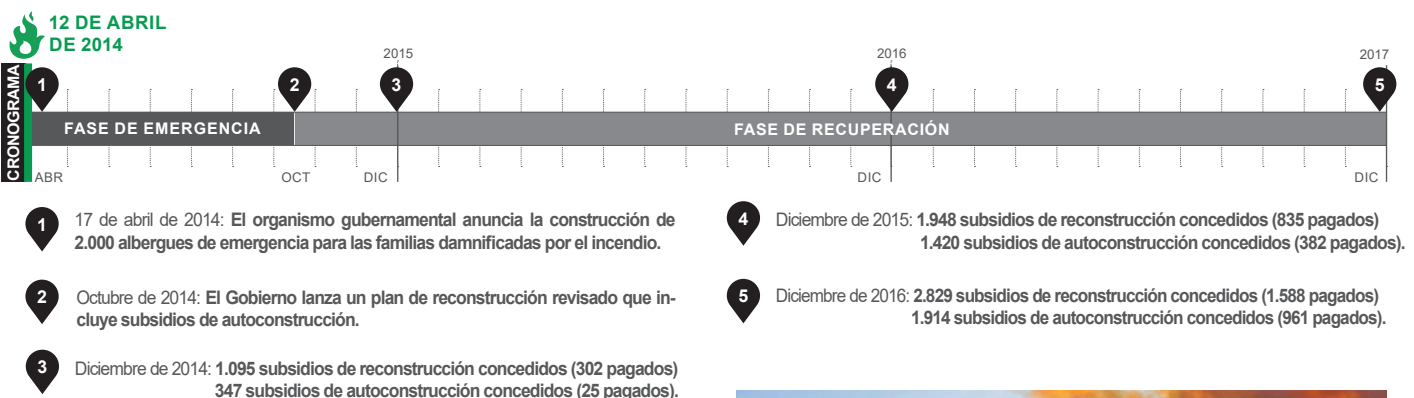 12 DE ABRIL
DE 2014
CRONOGRAMA
2015
2016
2017
1
2
3
4
5
FASE DE EMERGENCIA
FASE DE RECUPERACIÓN
ABR
OCT
DIC
DIC
DIC
1
17 de abril de 2014: El organismo gubernamental anuncia la construcción de
2.000 albergues de emergencia para las familias damnificadas por el incendio.
2
Octubre de 2014: El Gobierno lanza un plan de reconstrucción revisado que in-
cluye subsidios de autoconstrucción.
3
Diciembre de 2014: 1.095 subsidios de reconstrucción concedidos (302 pagados)
347 subsidios de autoconstrucción concedidos (25 pagados).
4
Diciembre de 2015: 1.948 subsidios de reconstrucción concedidos (835 pagados)
1.420 subsidios de autoconstrucción concedidos (382 pagados).
5
Diciembre de 2016: 2.829 subsidios de reconstrucción concedidos (1.588 pagados)
1.914 subsidios de autoconstrucción concedidos (961 pagados).